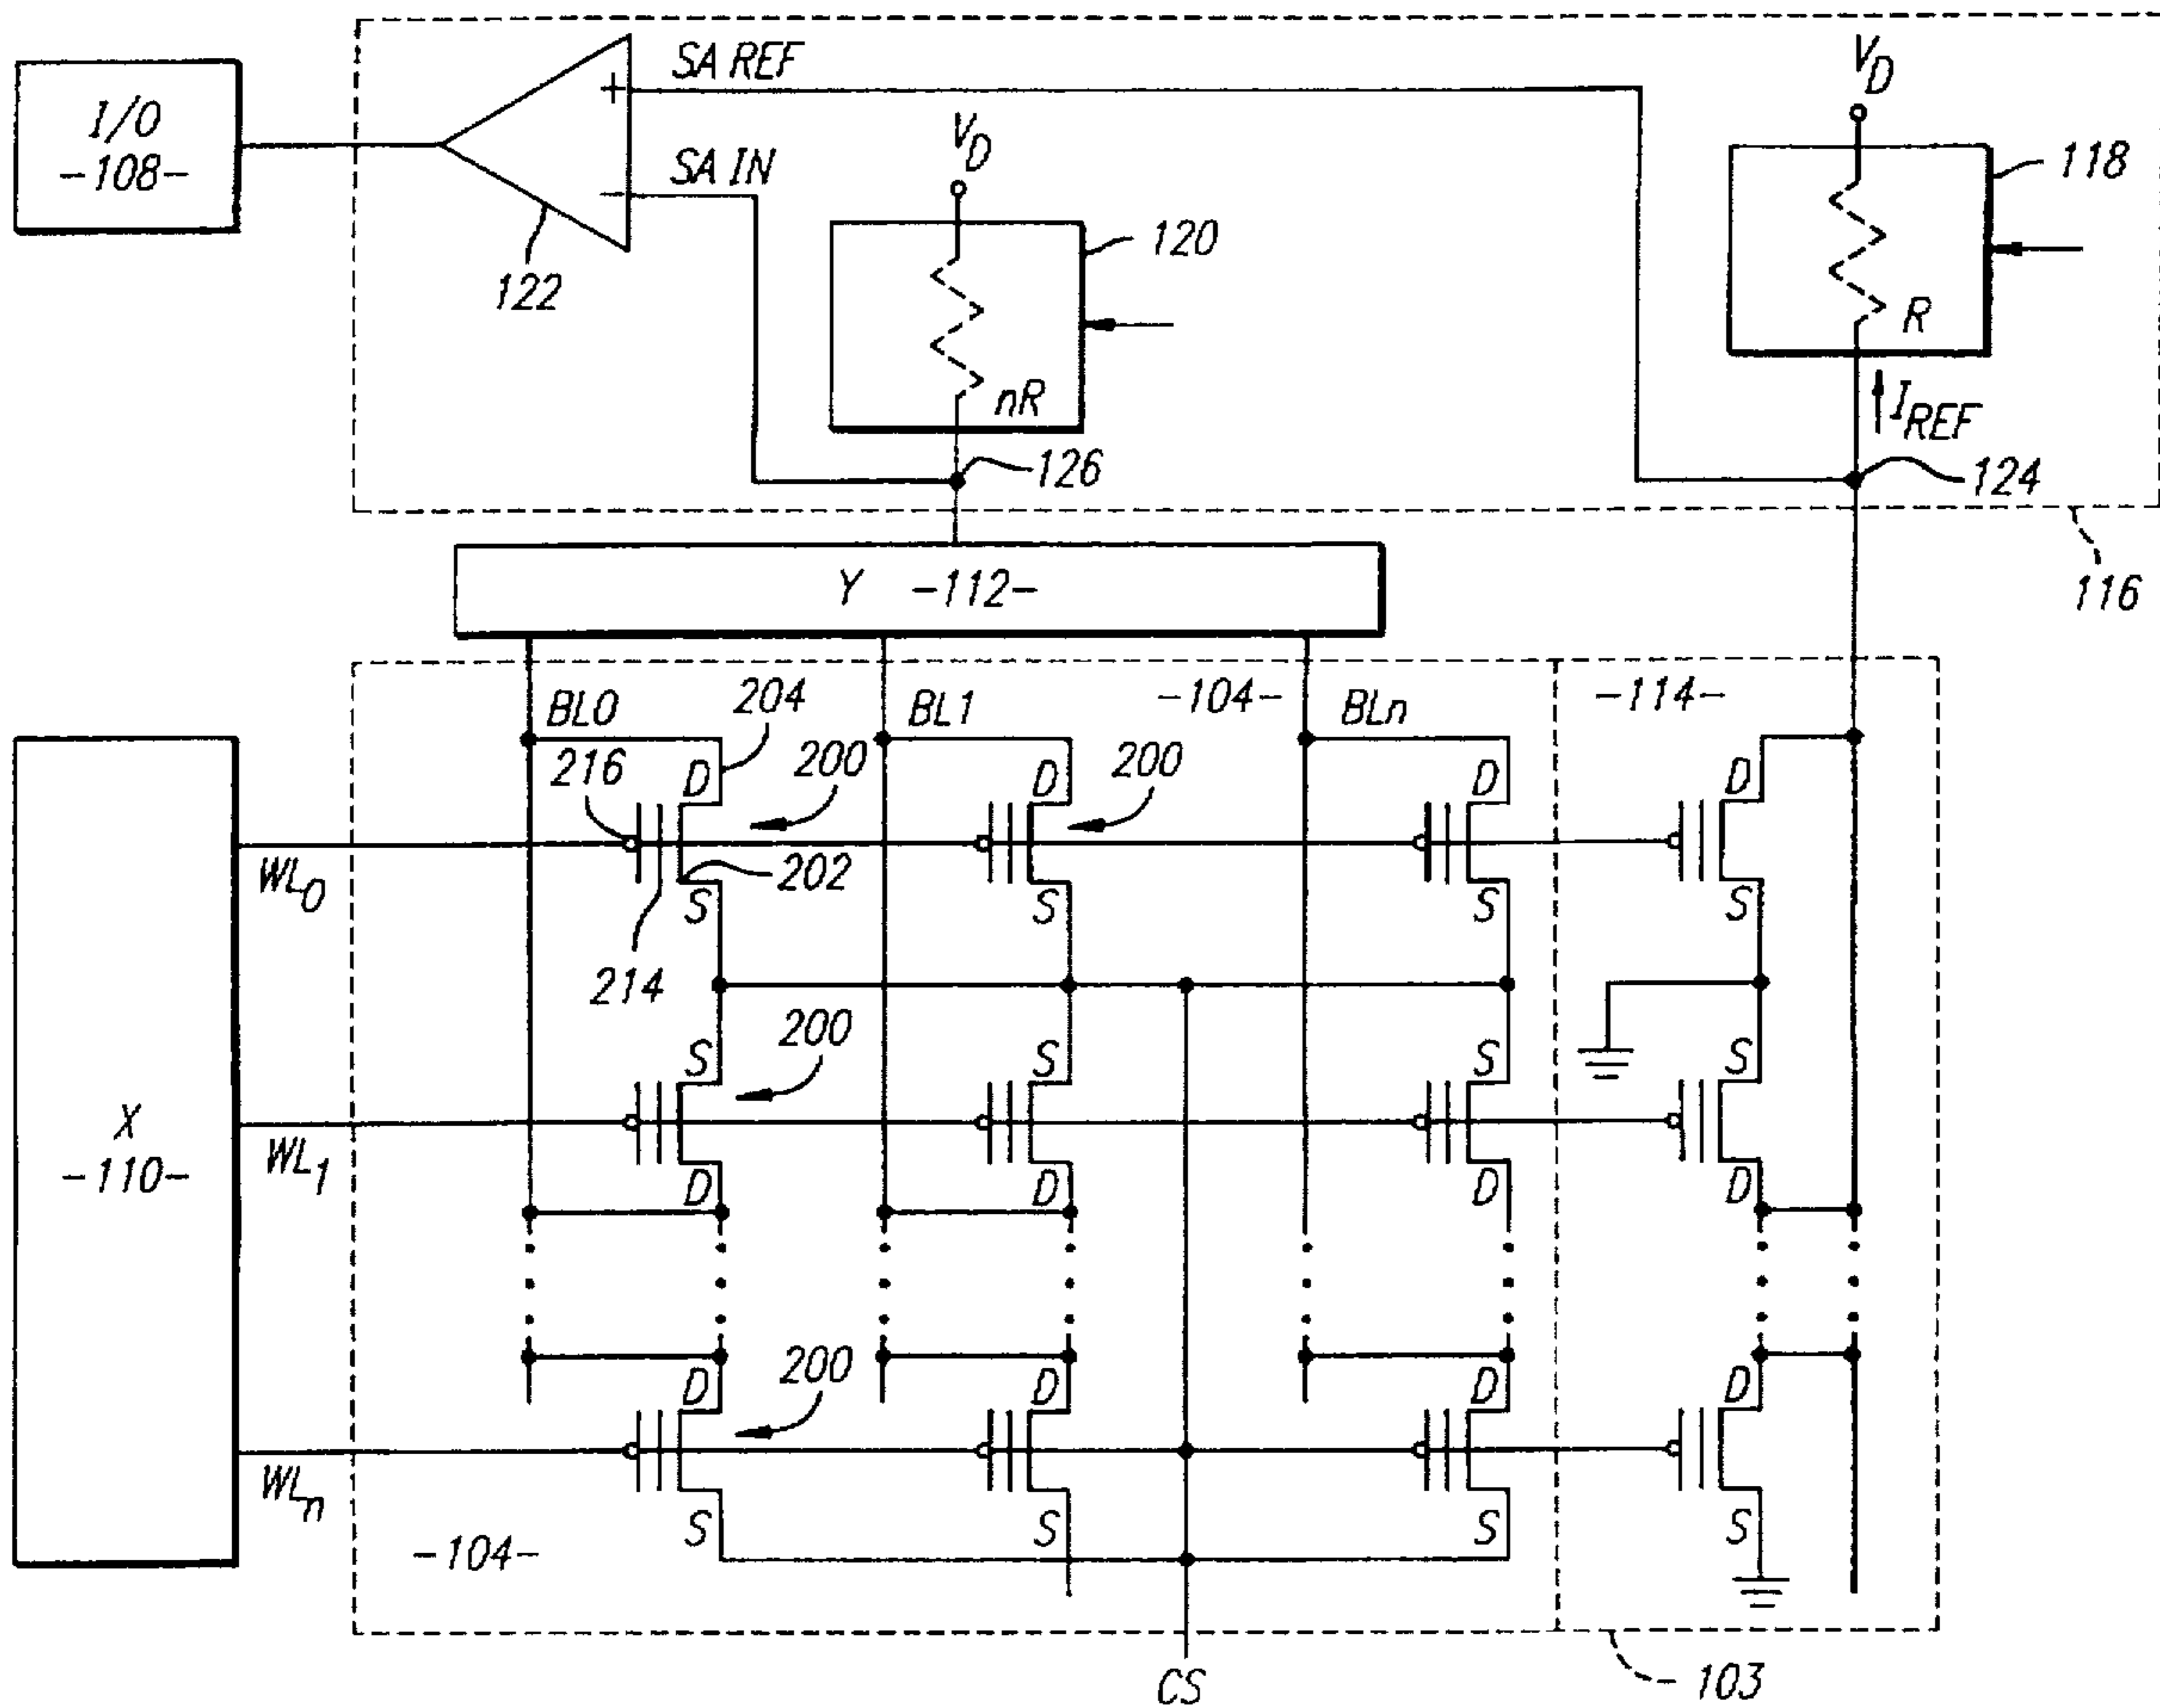 I/O
-108-
+
SA REF
-
SA IN
122
V_D
120
nR
126
V_D
118
R
I_REF
124
116
Y -112-
-104-
-114-
BL0
204
BL1
BLn
216
D
200
D
200
D
D
WL_0
202
S
S
S
S
214
X
-110-
200
S
S
S
S
WL_1
D
D
D
D
200
D
D
D
D
WL_n
S
S
S
S
-104-
CS
103